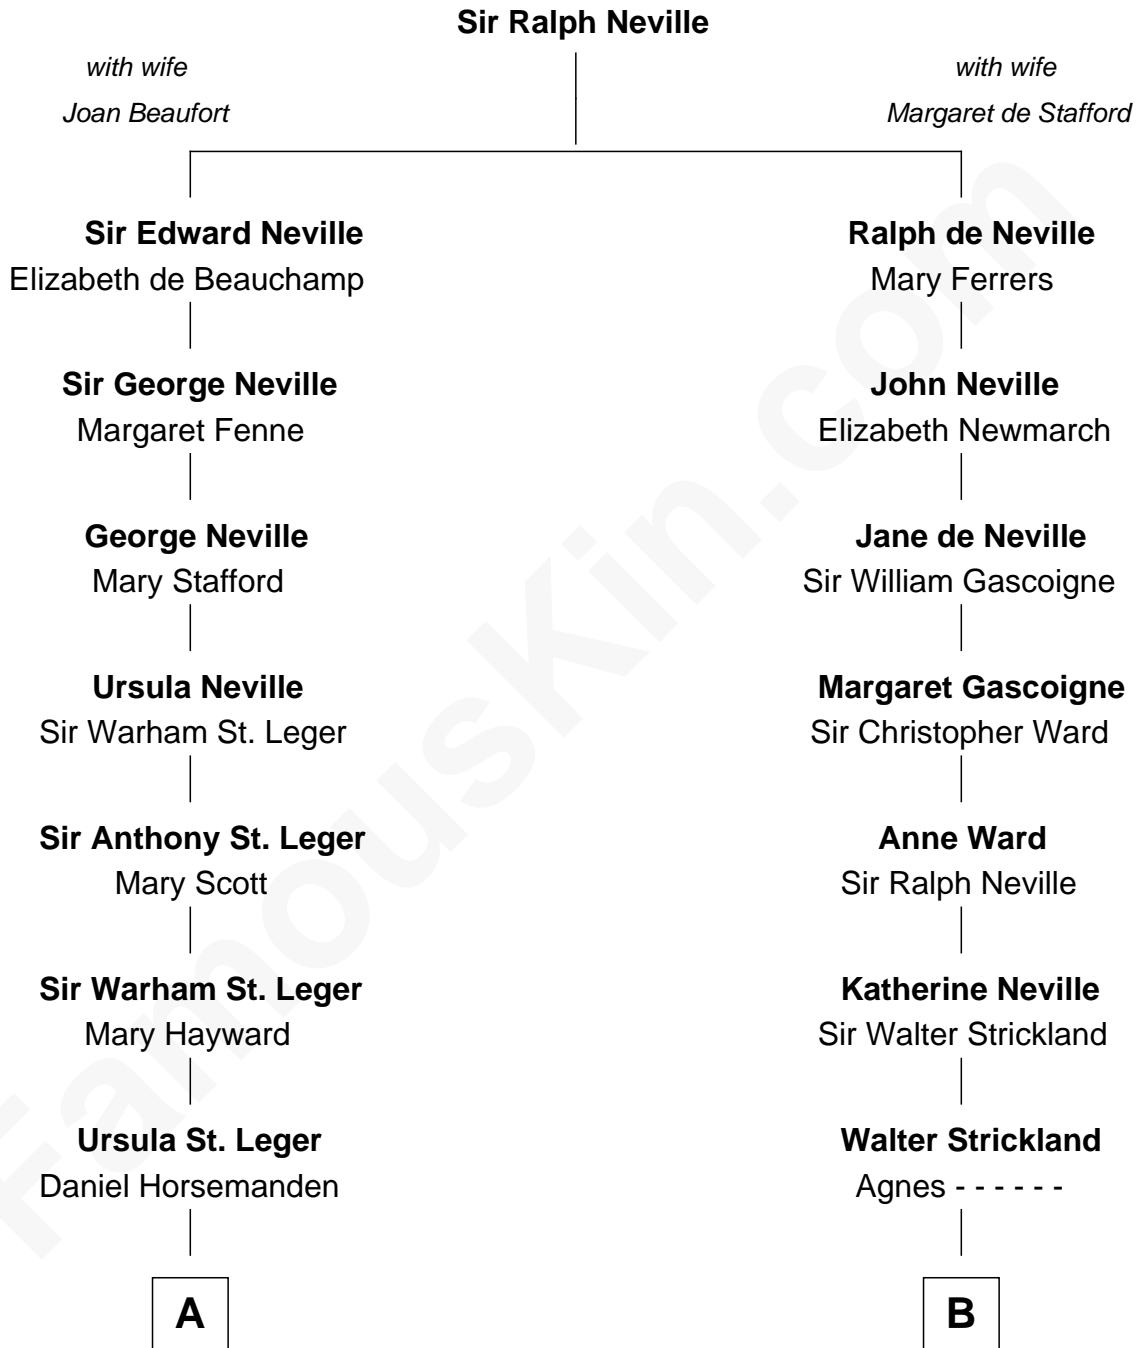 Sir Ralph Neville
with wife
Joan Beaufort
with wife
Margaret de Stafford
Sir Edward Neville
Elizabeth de Beauchamp
Ralph de Neville
Mary Ferrers
Sir George Neville
Margaret Fenne
John Neville
Elizabeth Newmarch
George Neville
Mary Stafford
Jane de Neville
Sir William Gascoigne
Ursula Neville
Sir Warham St. Leger
Margaret Gascoigne
Sir Christopher Ward
Sir Anthony St. Leger
Mary Scott
Anne Ward
Sir Ralph Neville
Sir Warham St. Leger
Mary Hayward
Katherine Neville
Sir Walter Strickland
Ursula St. Leger
Daniel Horsemanden
Walter Strickland
Agnes - - - - - -
A
B
FamousKin.com